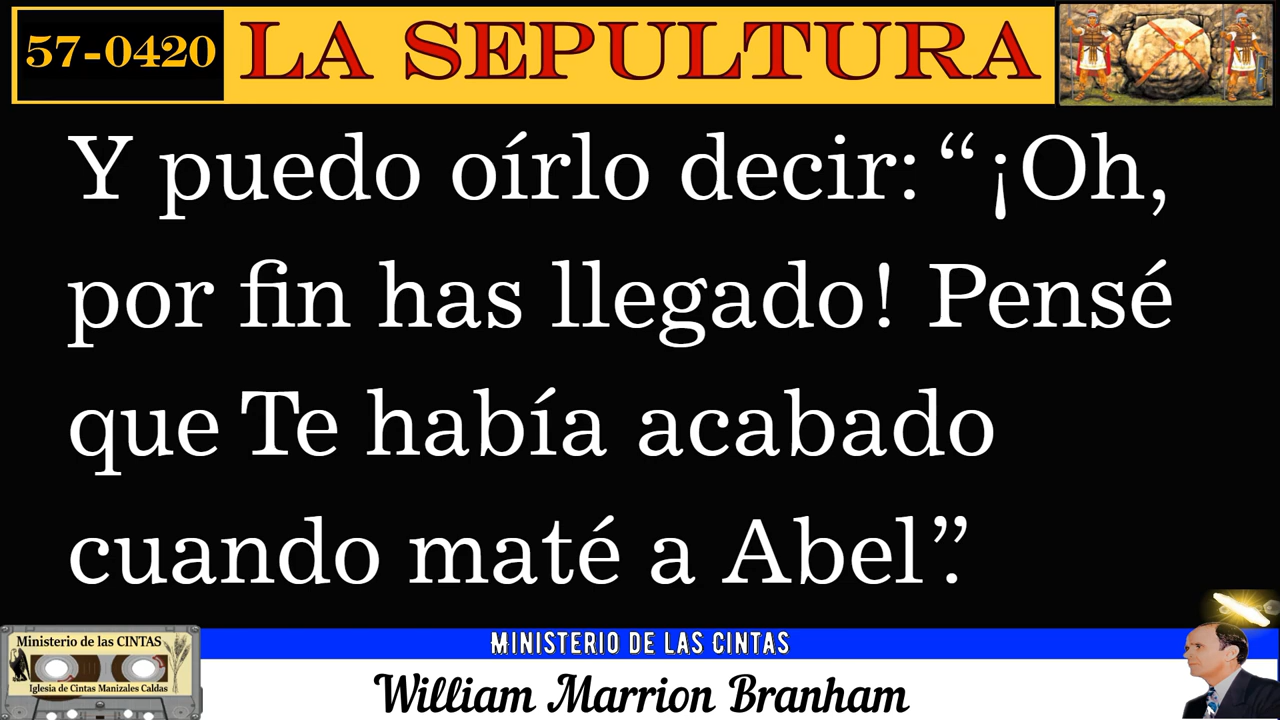 57-0420 LA SEPULTURA
Y puedo oírlo decir: “¡Oh,
por fin has llegado! Pensé
que Te había acabado
cuando maté a Abel”.
MINISTERIO DE LAS CINTAS
Ministerio de las CINTAS
Iglesia de Cintas Manizales Caldas
William Marrion Branham